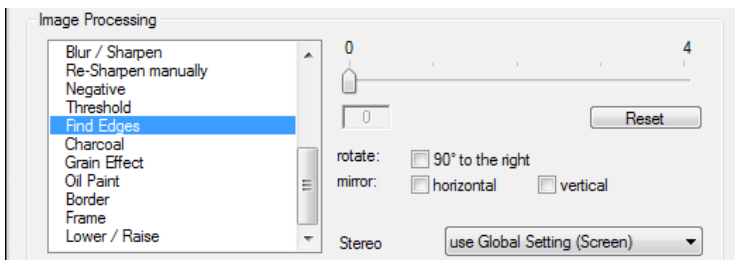 Image Processing
Blur / Sharpen
Re-Sharpen manually
Negative
Threshold
Find Edges
Charcoal
Grain Effect
Oil Paint
Border
Frame
Lower / Raise
0 4
0 Reset
rotate: 90° to the right
mirror: horizontal vertical
Stereo use Global Setting (Screen)